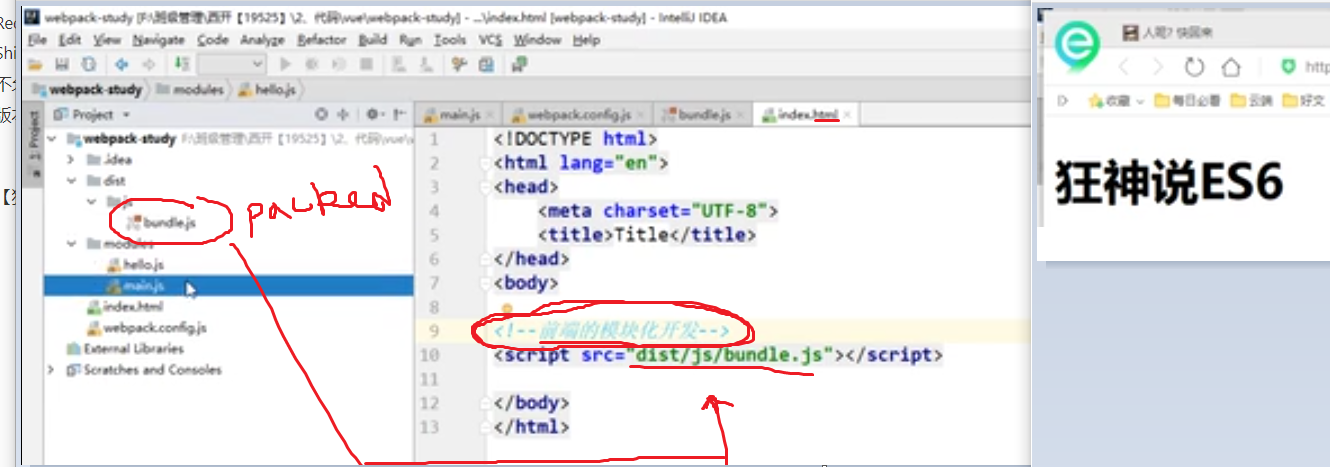 webpack-study [F:\班级管理\西开【19525】\2、代码\vue\webpack-study] - ...\index.html [webpack-study] - IntelliJ IDEA
File Edit View Navigate Code Analyze Refactor Build Run Tools VCS Window Help
webpack-study modules hello.js
Project
1: Project
webpack-study F:\班级管理\西开【19525】\2、代码\vue\w
.idea
dist
js
bundle.js
packed
modules
hello.js
main.js
index.html
webpack.config.js
External Libraries
Scratches and Consoles
main.js webpack.config.js bundle.js index.html
1 <!DOCTYPE html>
2 <html lang="en">
3 <head>
4 <meta charset="UTF-8">
5 <title>Title</title>
6 </head>
7 <body>
8
9 <!--前端的模块化开发-->
10 <script src="dist/js/bundle.js"></script>
11
12 </body>
13 </html>
人呢? 快回来
http
收藏 每日必看 云端 好文
狂神说ES6